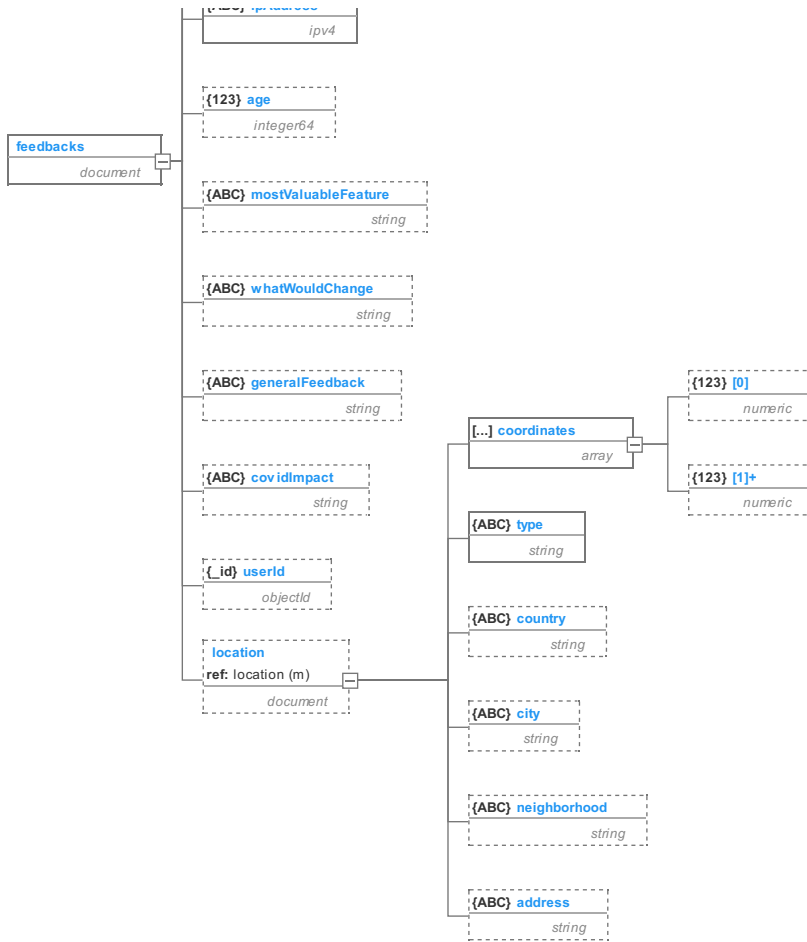 {ABC} ipAddress
ipv4
{123} age
integer64
feedbacks
document
{ABC} mostValuableFeature
string
{ABC} whatWouldChange
string
{ABC} generalFeedback
string
{123} [0]
numeric
[...] coordinates
array
{ABC} covidImpact
string
{123} [1]+
numeric
{ABC} type
string
{_id} userId
objectId
{ABC} country
string
location
ref: location (m)
document
{ABC} city
string
{ABC} neighborhood
string
{ABC} address
string